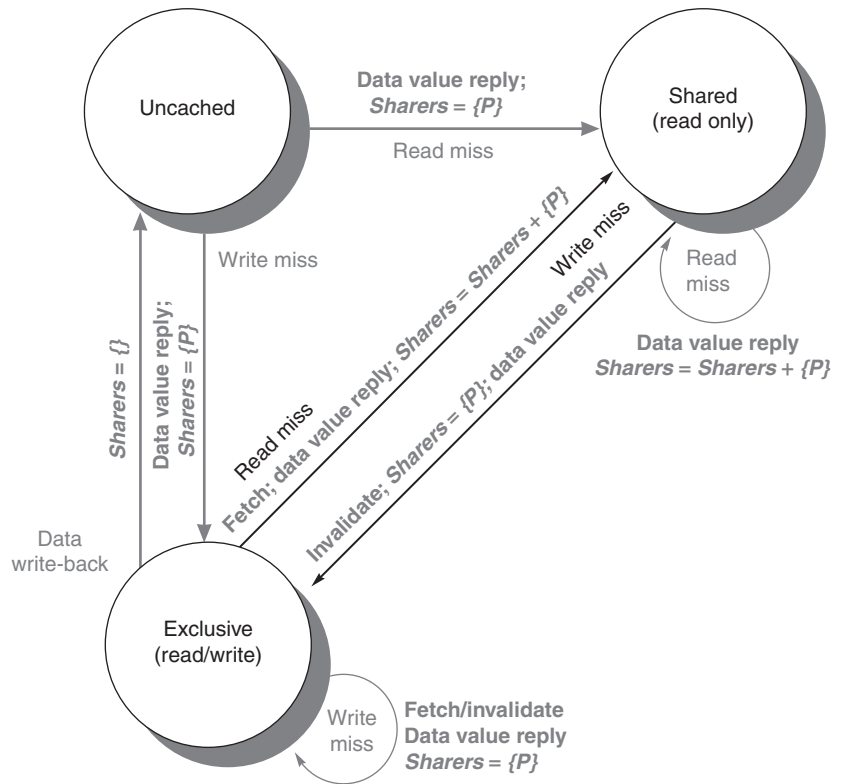 Uncached
Data value reply;
Sharers = {P}
Read miss
Shared
(read only)
Write miss
Sharers = {}
Data value reply;
Sharers = {P}
Read miss
Fetch; data value reply; Sharers = Sharers + {P}
Write miss
Invalidate; Sharers = {P}; data value reply
Read
miss
Data value reply
Sharers = Sharers + {P}
Data
write-back
Exclusive
(read/write)
Write
miss
Fetch/invalidate
Data value reply
Sharers = {P}